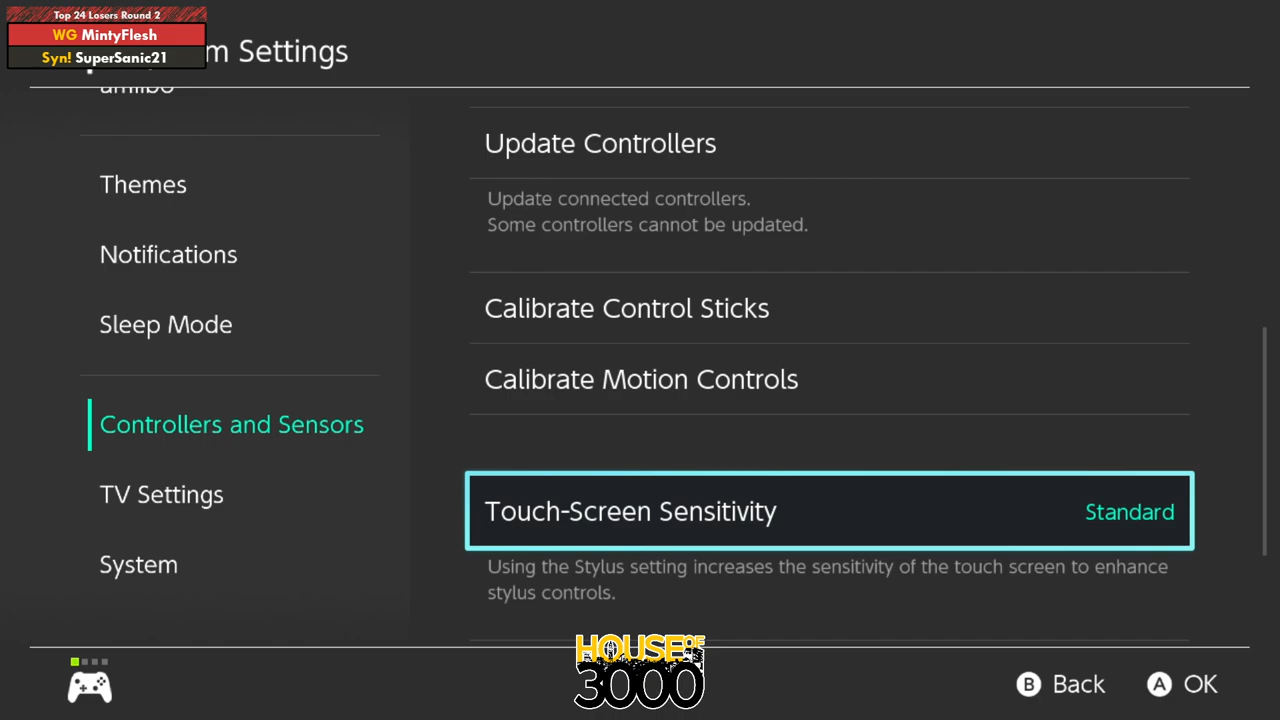 Top 24 Losers Round 2
WG MintyFlesh
Syn! SuperSanic21
m Settings
amiibo
Themes
Notifications
Sleep Mode
Controllers and Sensors
TV Settings
System
Update Controllers
Update connected controllers.
Some controllers cannot be updated.
Calibrate Control Sticks
Calibrate Motion Controls
Touch-Screen Sensitivity Standard
Using the Stylus setting increases the sensitivity of the touch screen to enhance
stylus controls.
HOUSE OF
3000
B Back A OK